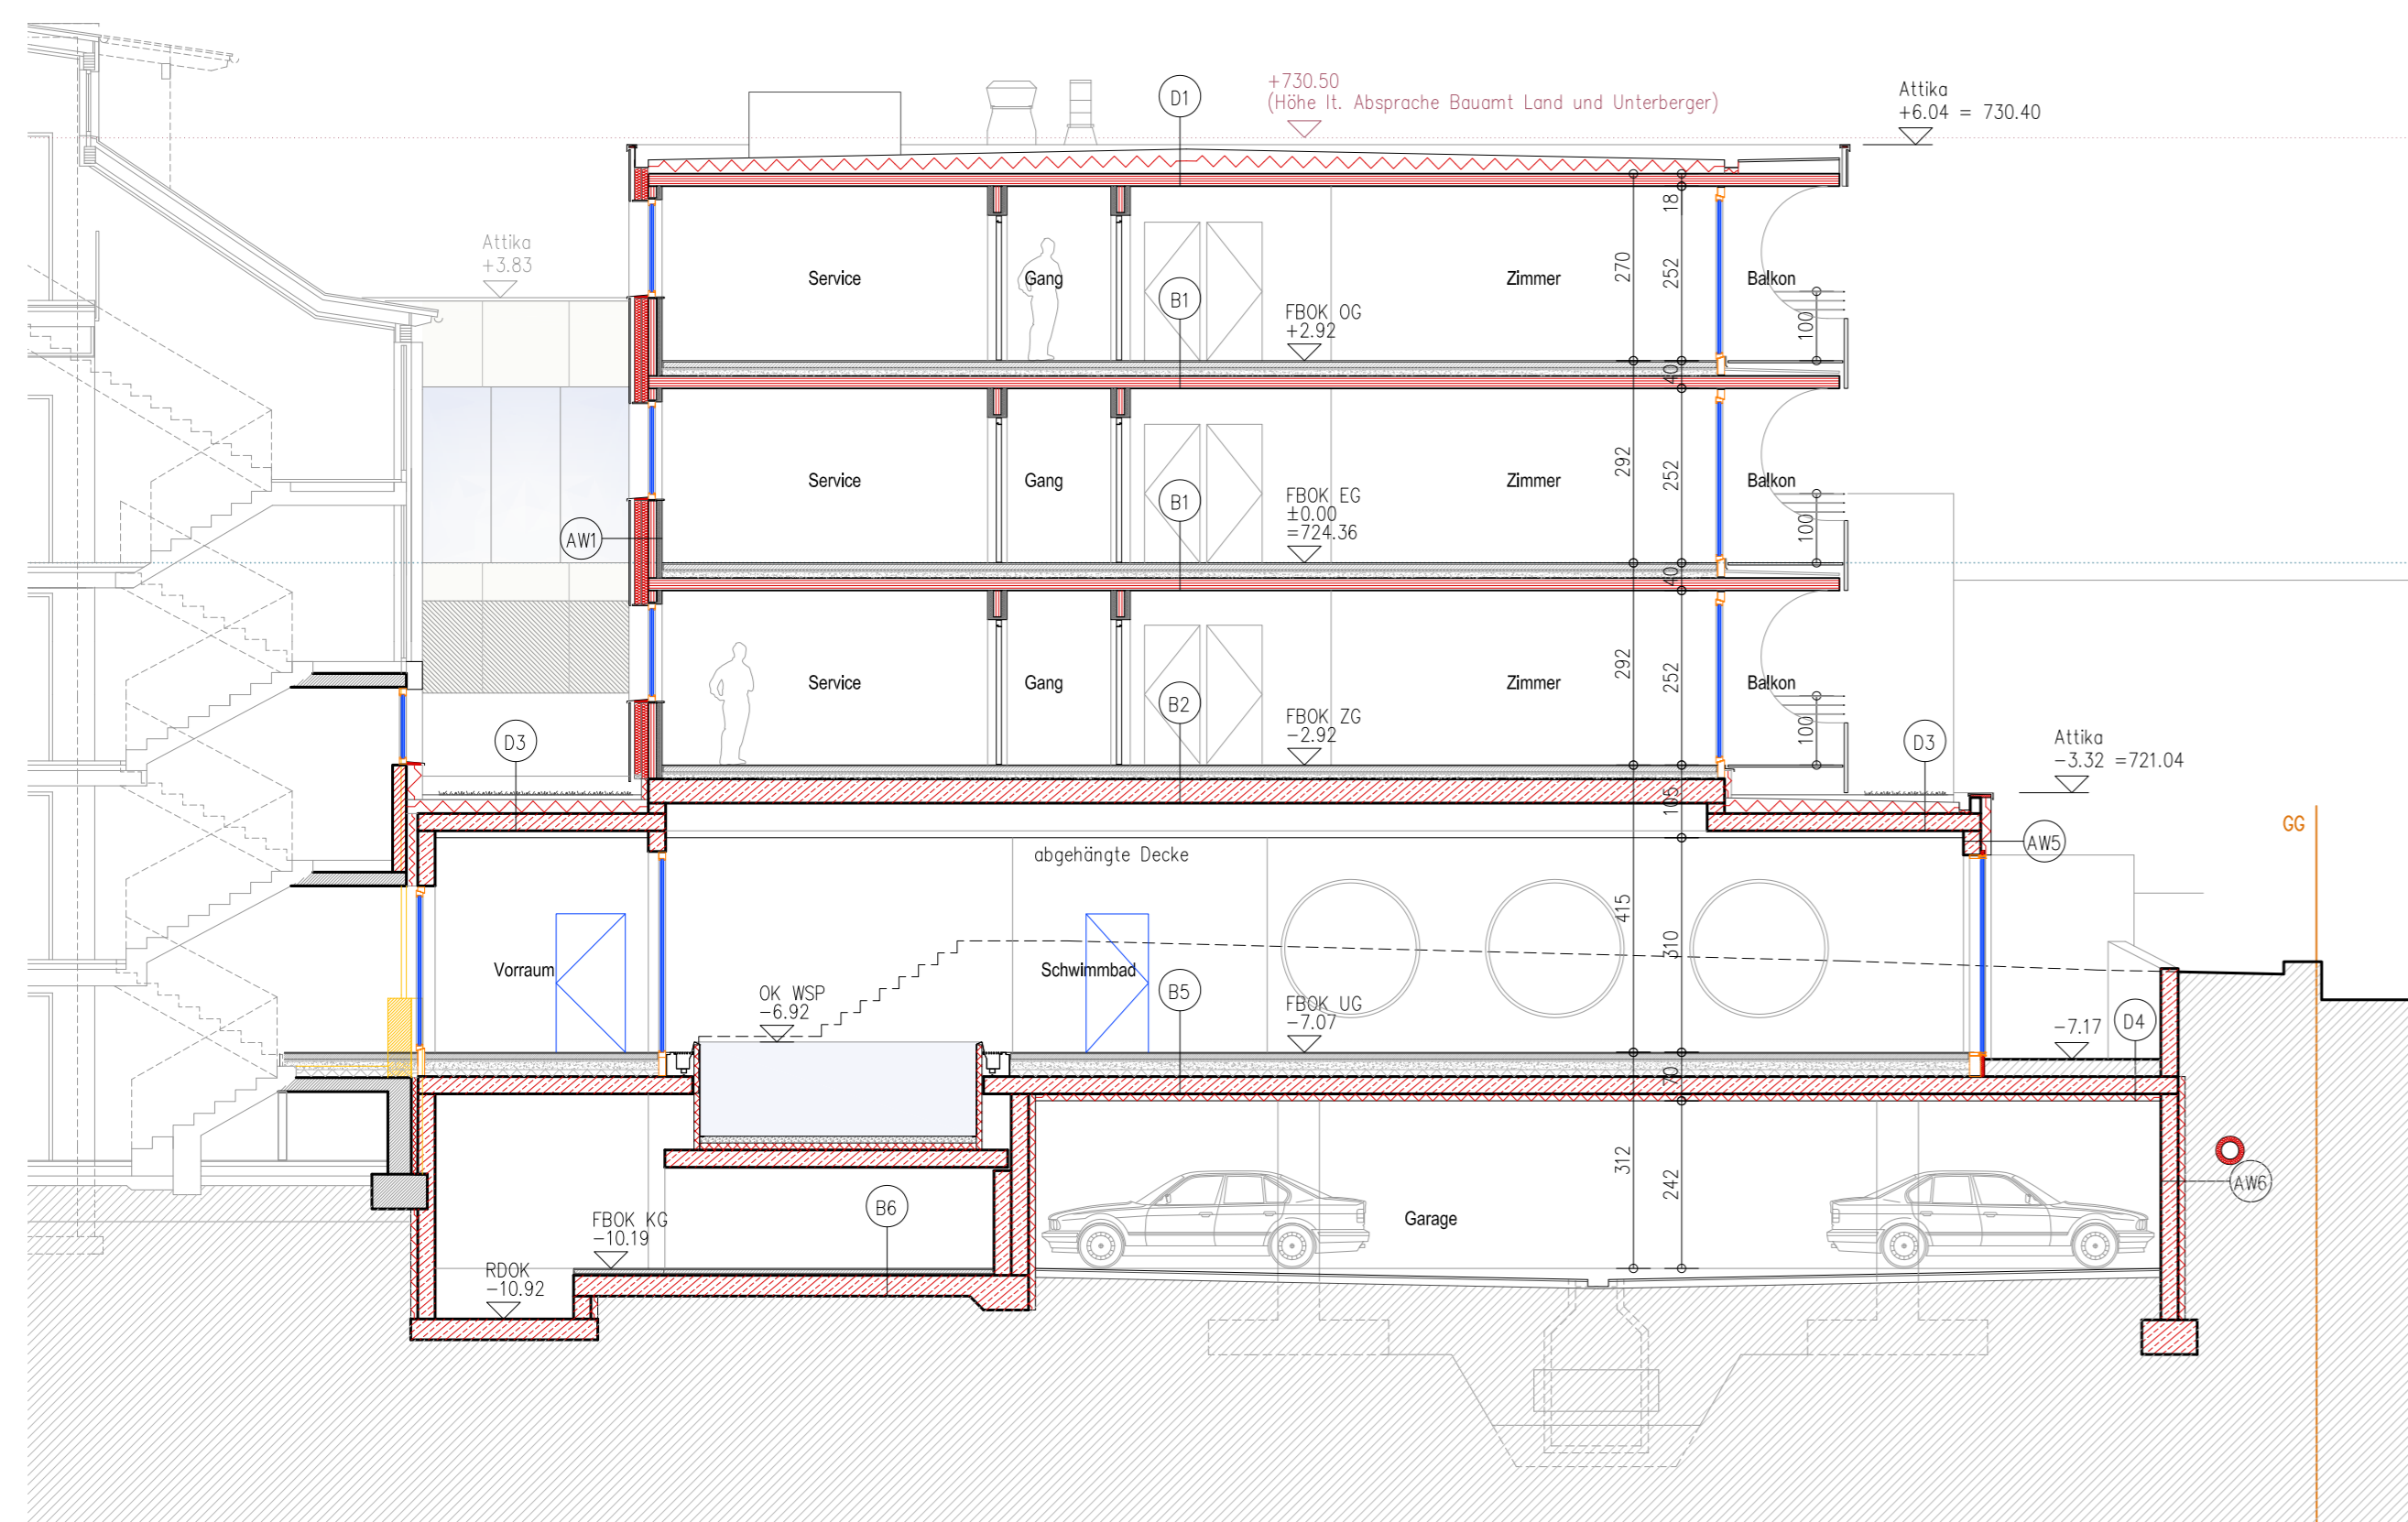 +730.50
(Höhe lt. Absprache Bauamt Land und Unterberger)
D1
Attika
+6.04 = 730.40
Attika
+3.83
18
Service
Gang
Zimmer
270
252
Balkon
B1
FBOK OG
+2.92
100
40
Service
Gang
Zimmer
292
252
Balkon
B1
FBOK EG
±0.00
=724.36
100
AW1
40
Service
Gang
Zimmer
292
252
Balkon
B2
FBOK ZG
-2.92
100
D3
D3
Attika
-3.32 =721.04
105
GG
abgehängte Decke
AW5
415
310
Vorraum
Schwimmbad
OK WSP
-6.92
B5
FBOK UG
-7.07
-7.17
D4
70
312
242
AW6
Garage
B6
FBOK KG
-10.19
RDOK
-10.92